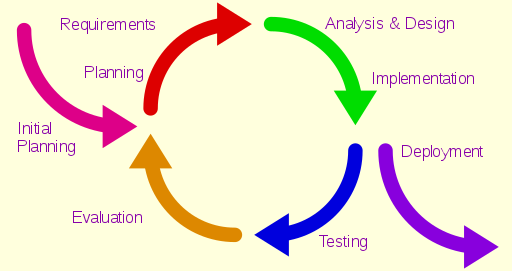 Requirements
Analysis & Design
Planning
Implementation
Initial
Planning
Deployment
Evaluation
Testing